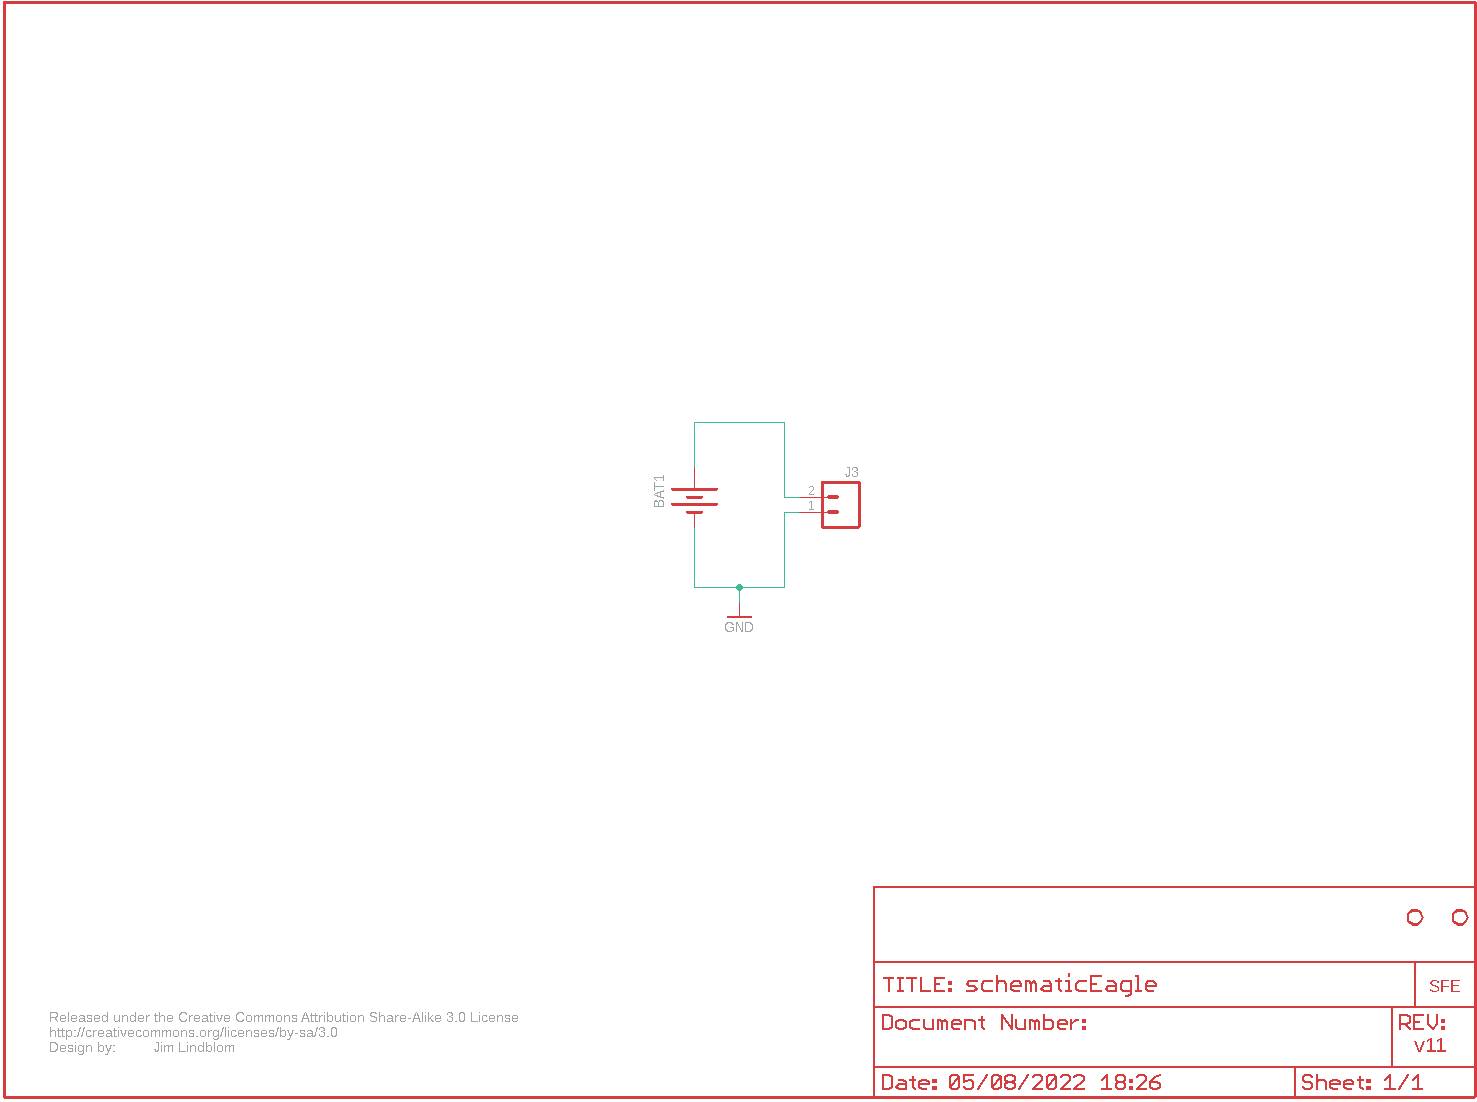 J3
BAT1
2
1
GND
TITLE: schematicEagle
SFE
Released under the Creative Commons Attribution Share-Alike 3.0 License
http://creativecommons.org/licenses/by-sa/3.0
Design by: Jim Lindblom
Document Number:
REV:
v11
Date: 05/08/2022 18:26
Sheet: 1/1